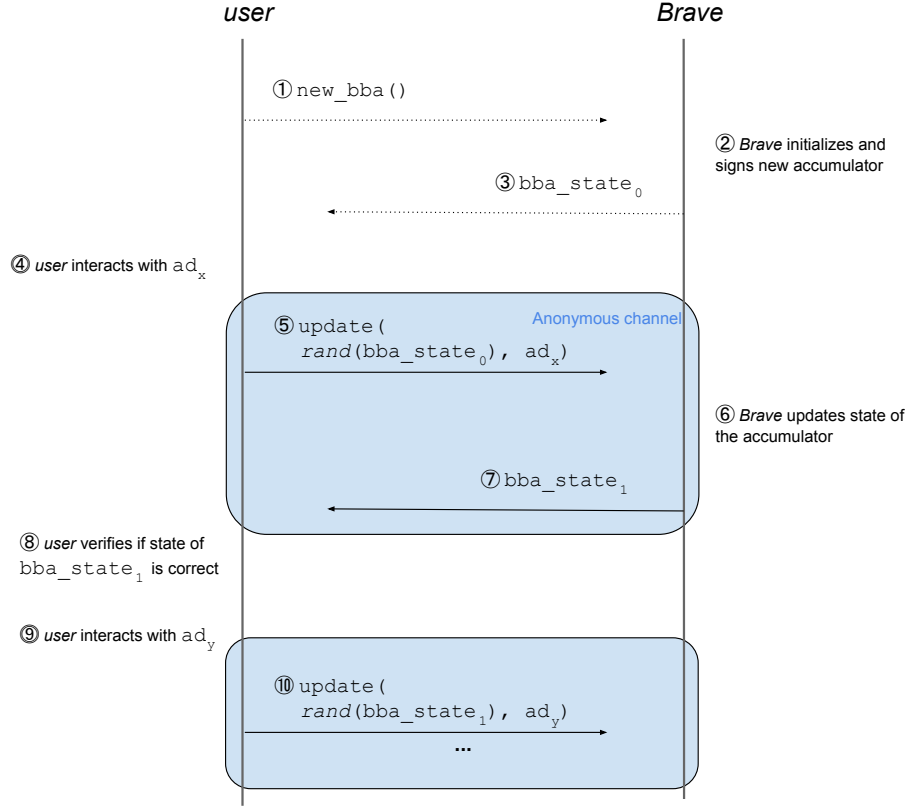 user
Brave
① new_bba()
② Brave initializes and
signs new accumulator
③ bba_state₀
④ user interacts with adₓ
Anonymous channel
⑤ update(
rand(bba_state₀), adₓ)
⑥ Brave updates state of
the accumulator
⑦ bba_state₁
⑧ user verifies if state of
bba_state₁ is correct
⑨ user interacts with ad_y
⑩ update(
rand(bba_state₁), ad_y)
...